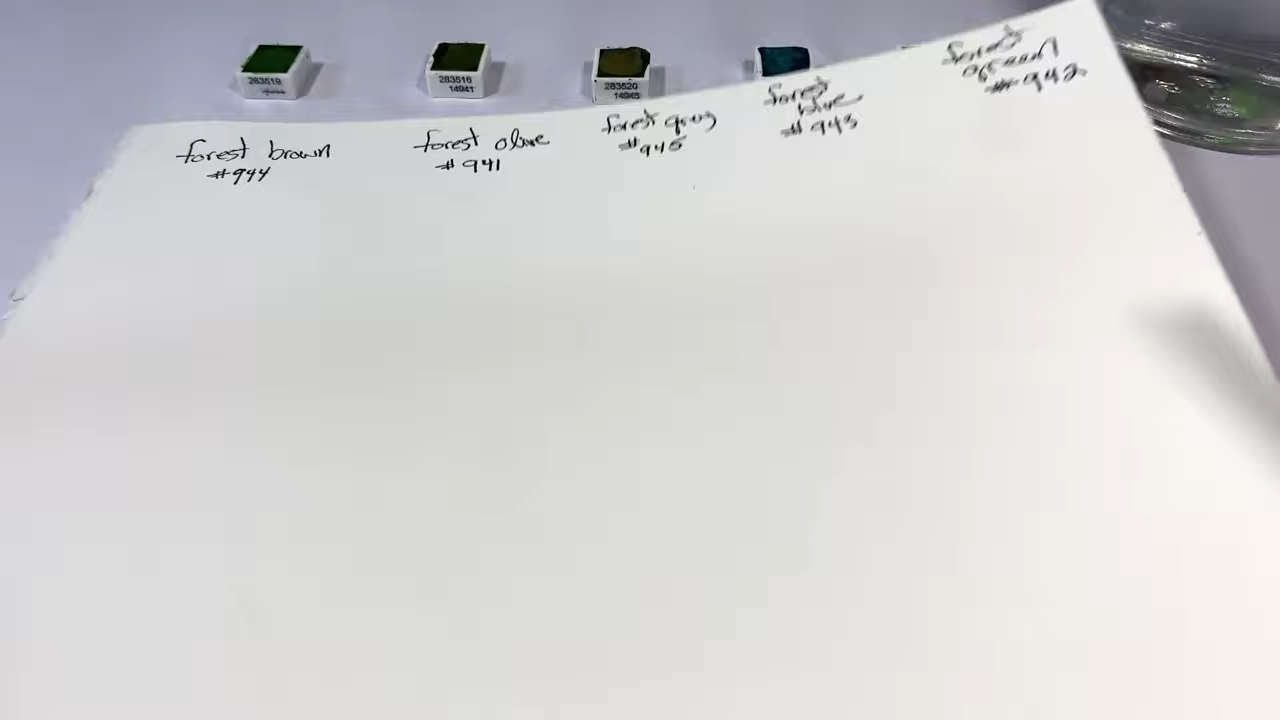 283519
283516
14941
283520
14945
forest brown
#944
forest olive
#941
forest grey
#945
forest
blue
#943
forest
green
#942